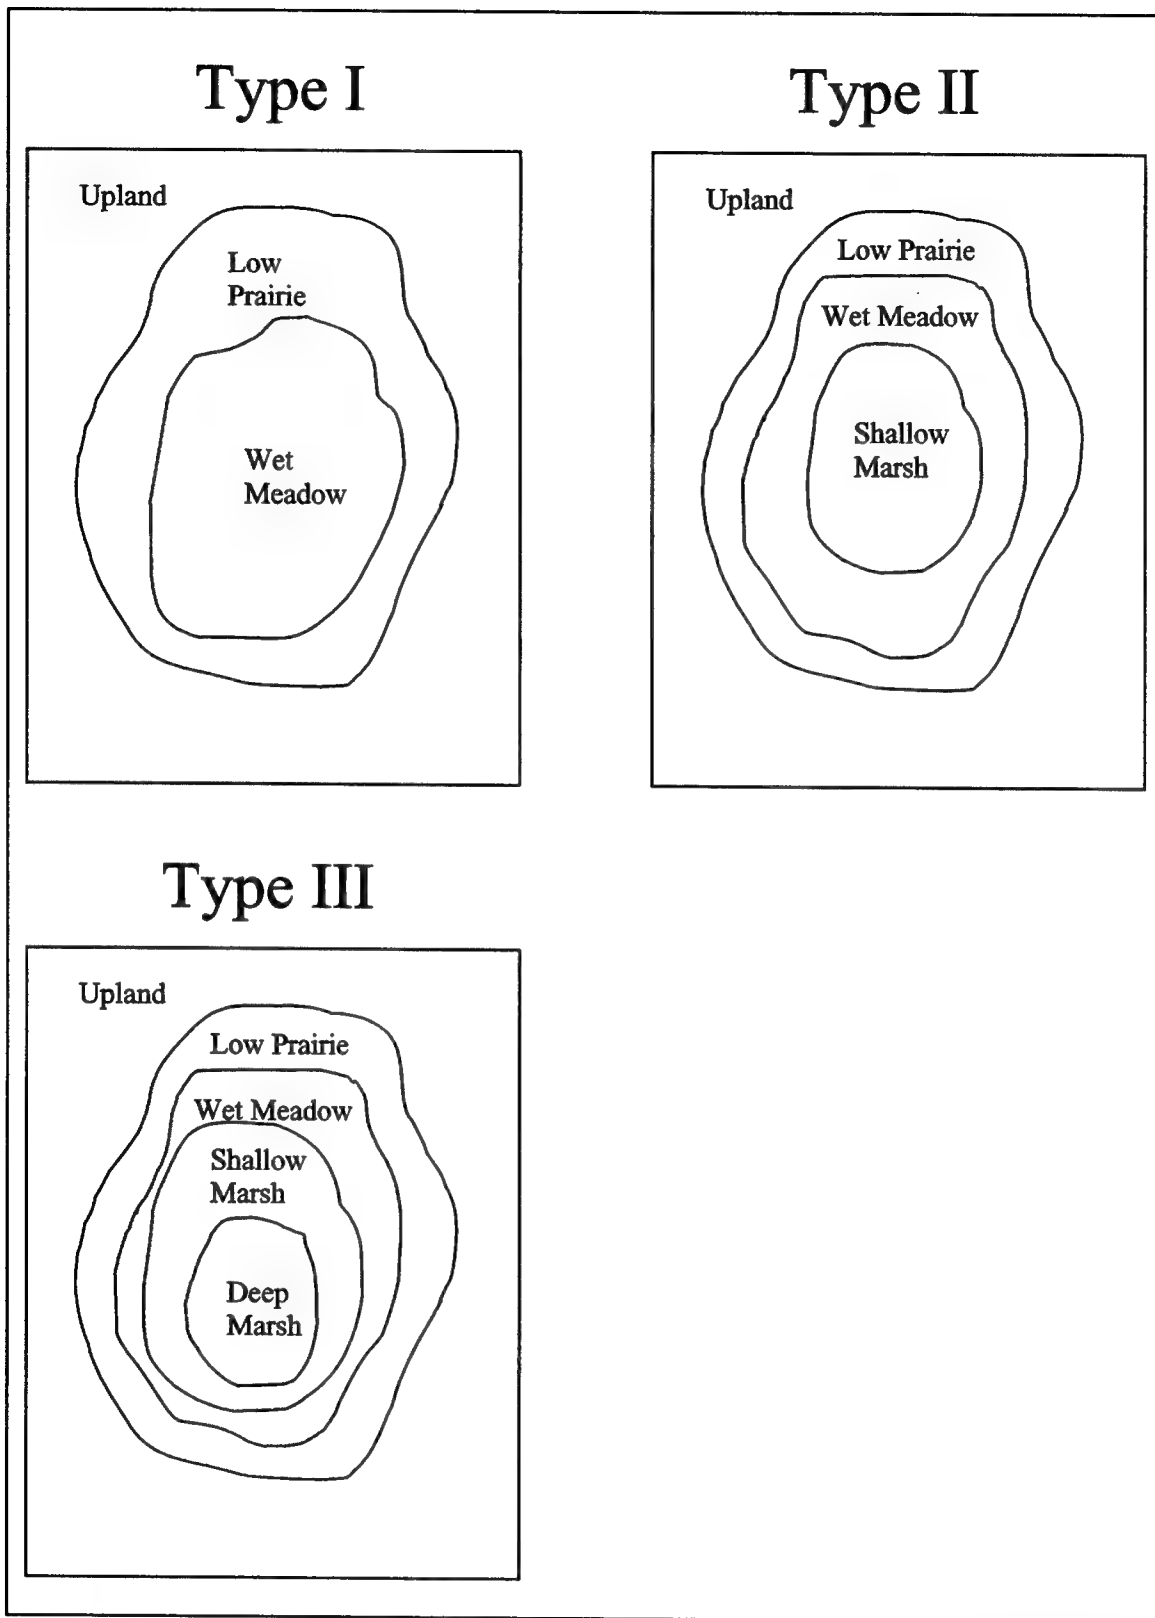 Type I
Upland
Low
Prairie
Wet
Meadow
Type II
Upland
Low Prairie
Wet Meadow
Shallow
Marsh
Type III
Upland
Low Prairie
Wet Meadow
Shallow
Marsh
Deep
Marsh